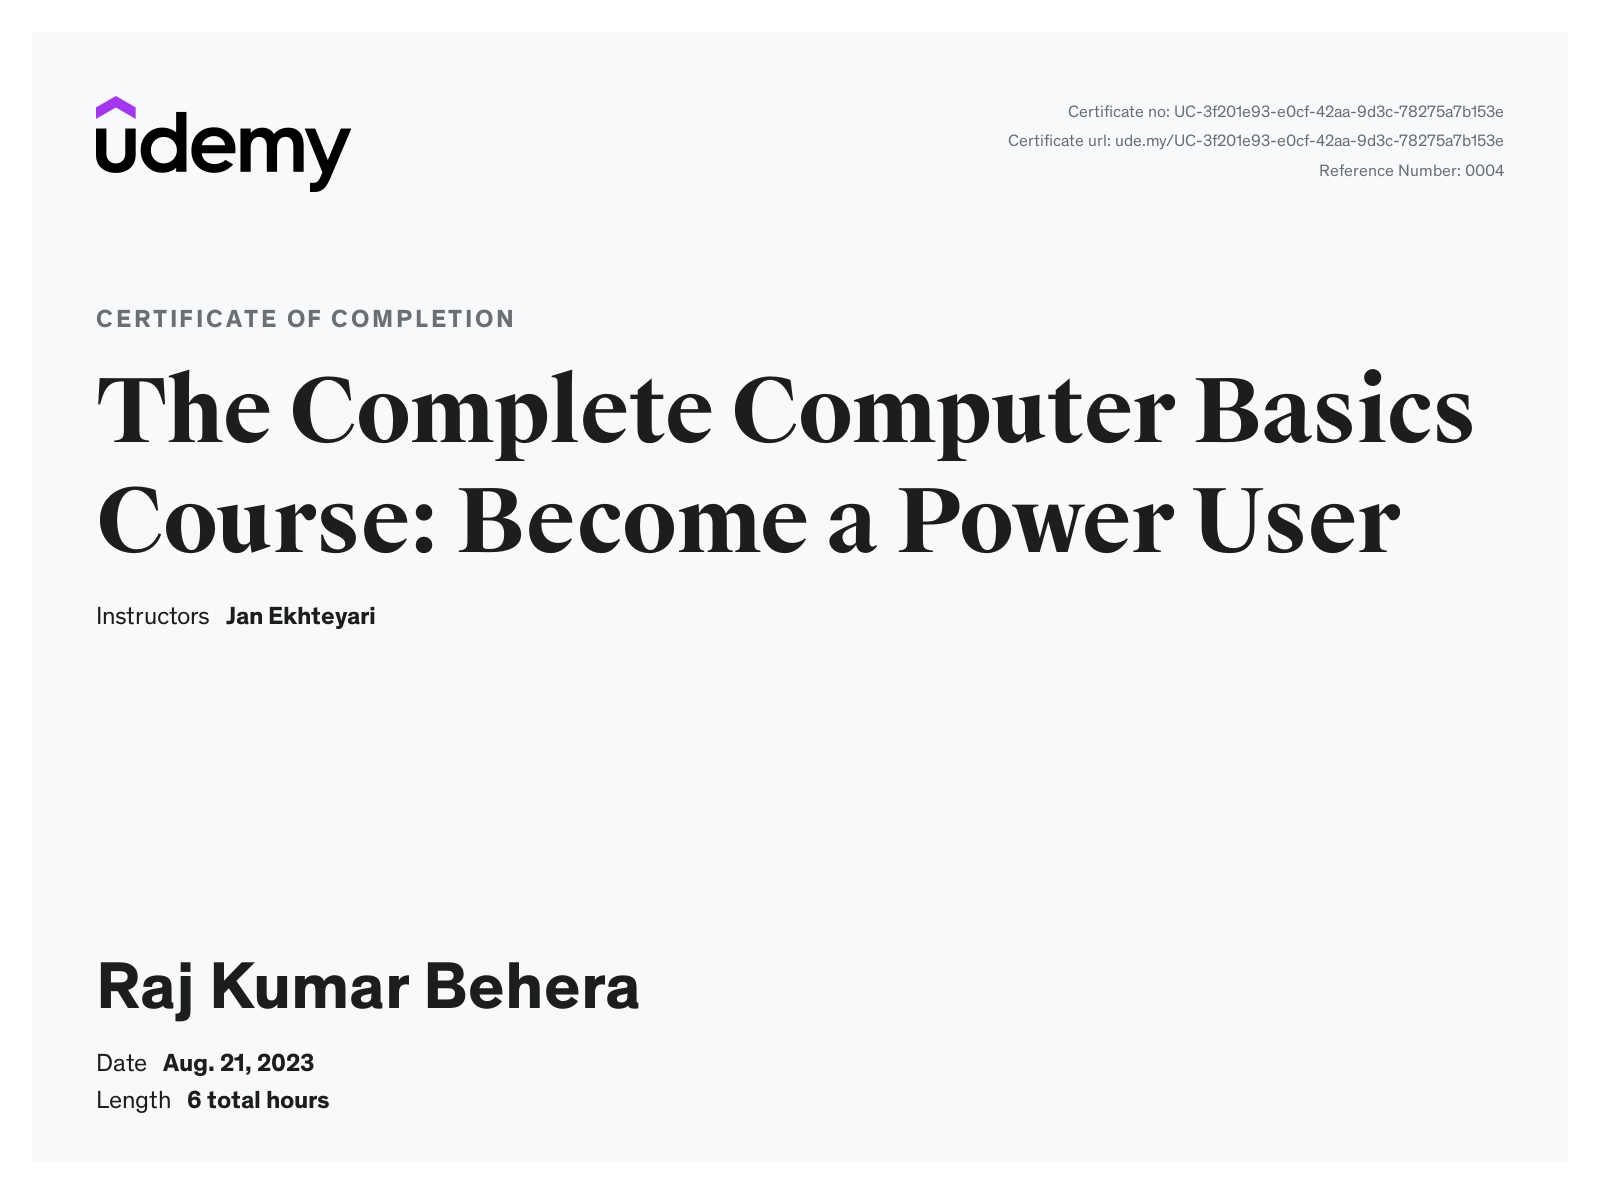 udemy
Certificate no: UC-3f201e93-e0cf-42aa-9d3c-78275a7b153e
Certificate url: ude.my/UC-3f201e93-e0cf-42aa-9d3c-78275a7b153e
Reference Number: 0004
CERTIFICATE OF COMPLETION
The Complete Computer Basics
Course: Become a Power User
Instructors Jan Ekhteyari
Raj Kumar Behera
Date Aug. 21, 2023
Length 6 total hours